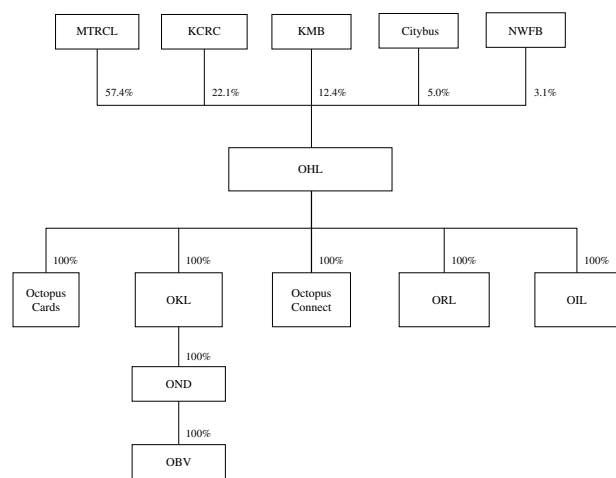 MTRCL
KCRC
KMB
Citybus
NWFB
57.4%
22.1%
12.4%
5.0%
3.1%
OHL
100%
100%
100%
100%
100%
Octopus
Cards
OKL
Octopus
Connect
ORL
OIL
100%
OND
100%
OBV